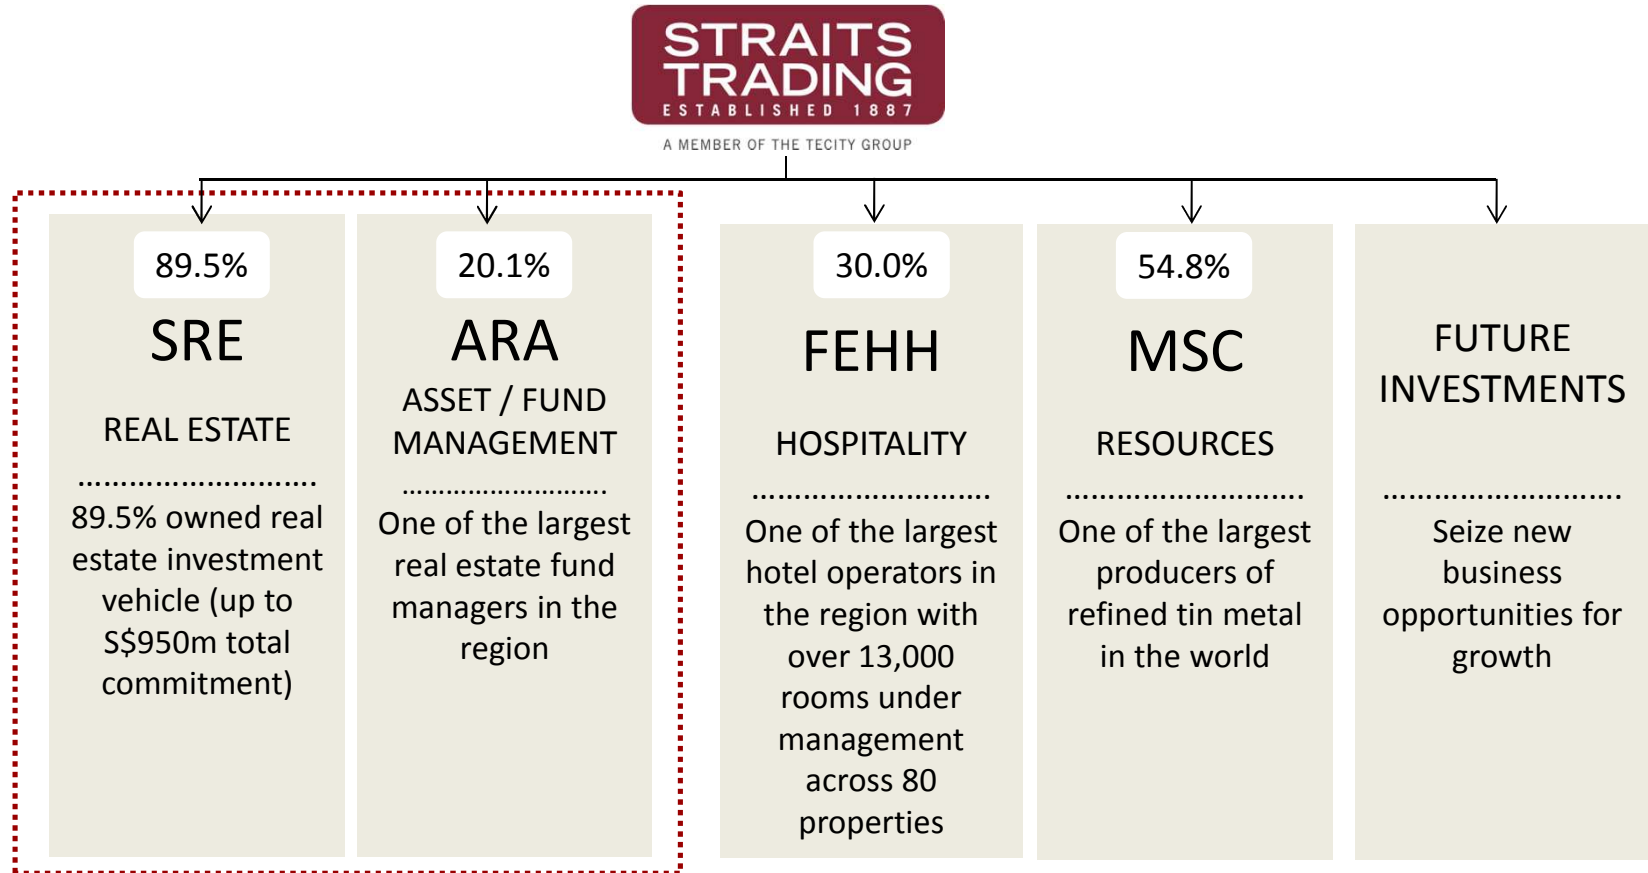 STRAITS
TRADING
ESTABLISHED 1887
A MEMBER OF THE TECITY GROUP
89.5%
SRE
REAL ESTATE
............................
89.5% owned real
estate investment
vehicle (up to
S$950m total
commitment)
20.1%
ARA
ASSET / FUND
MANAGEMENT
............................
One of the largest
real estate fund
managers in the
region
30.0%
FEHH
HOSPITALITY
............................
One of the largest
hotel operators in
the region with
over 13,000
rooms under
management
across 80
properties
54.8%
MSC
RESOURCES
............................
One of the largest
producers of
refined tin metal
in the world
FUTURE
INVESTMENTS
............................
Seize new
business
opportunities for
growth